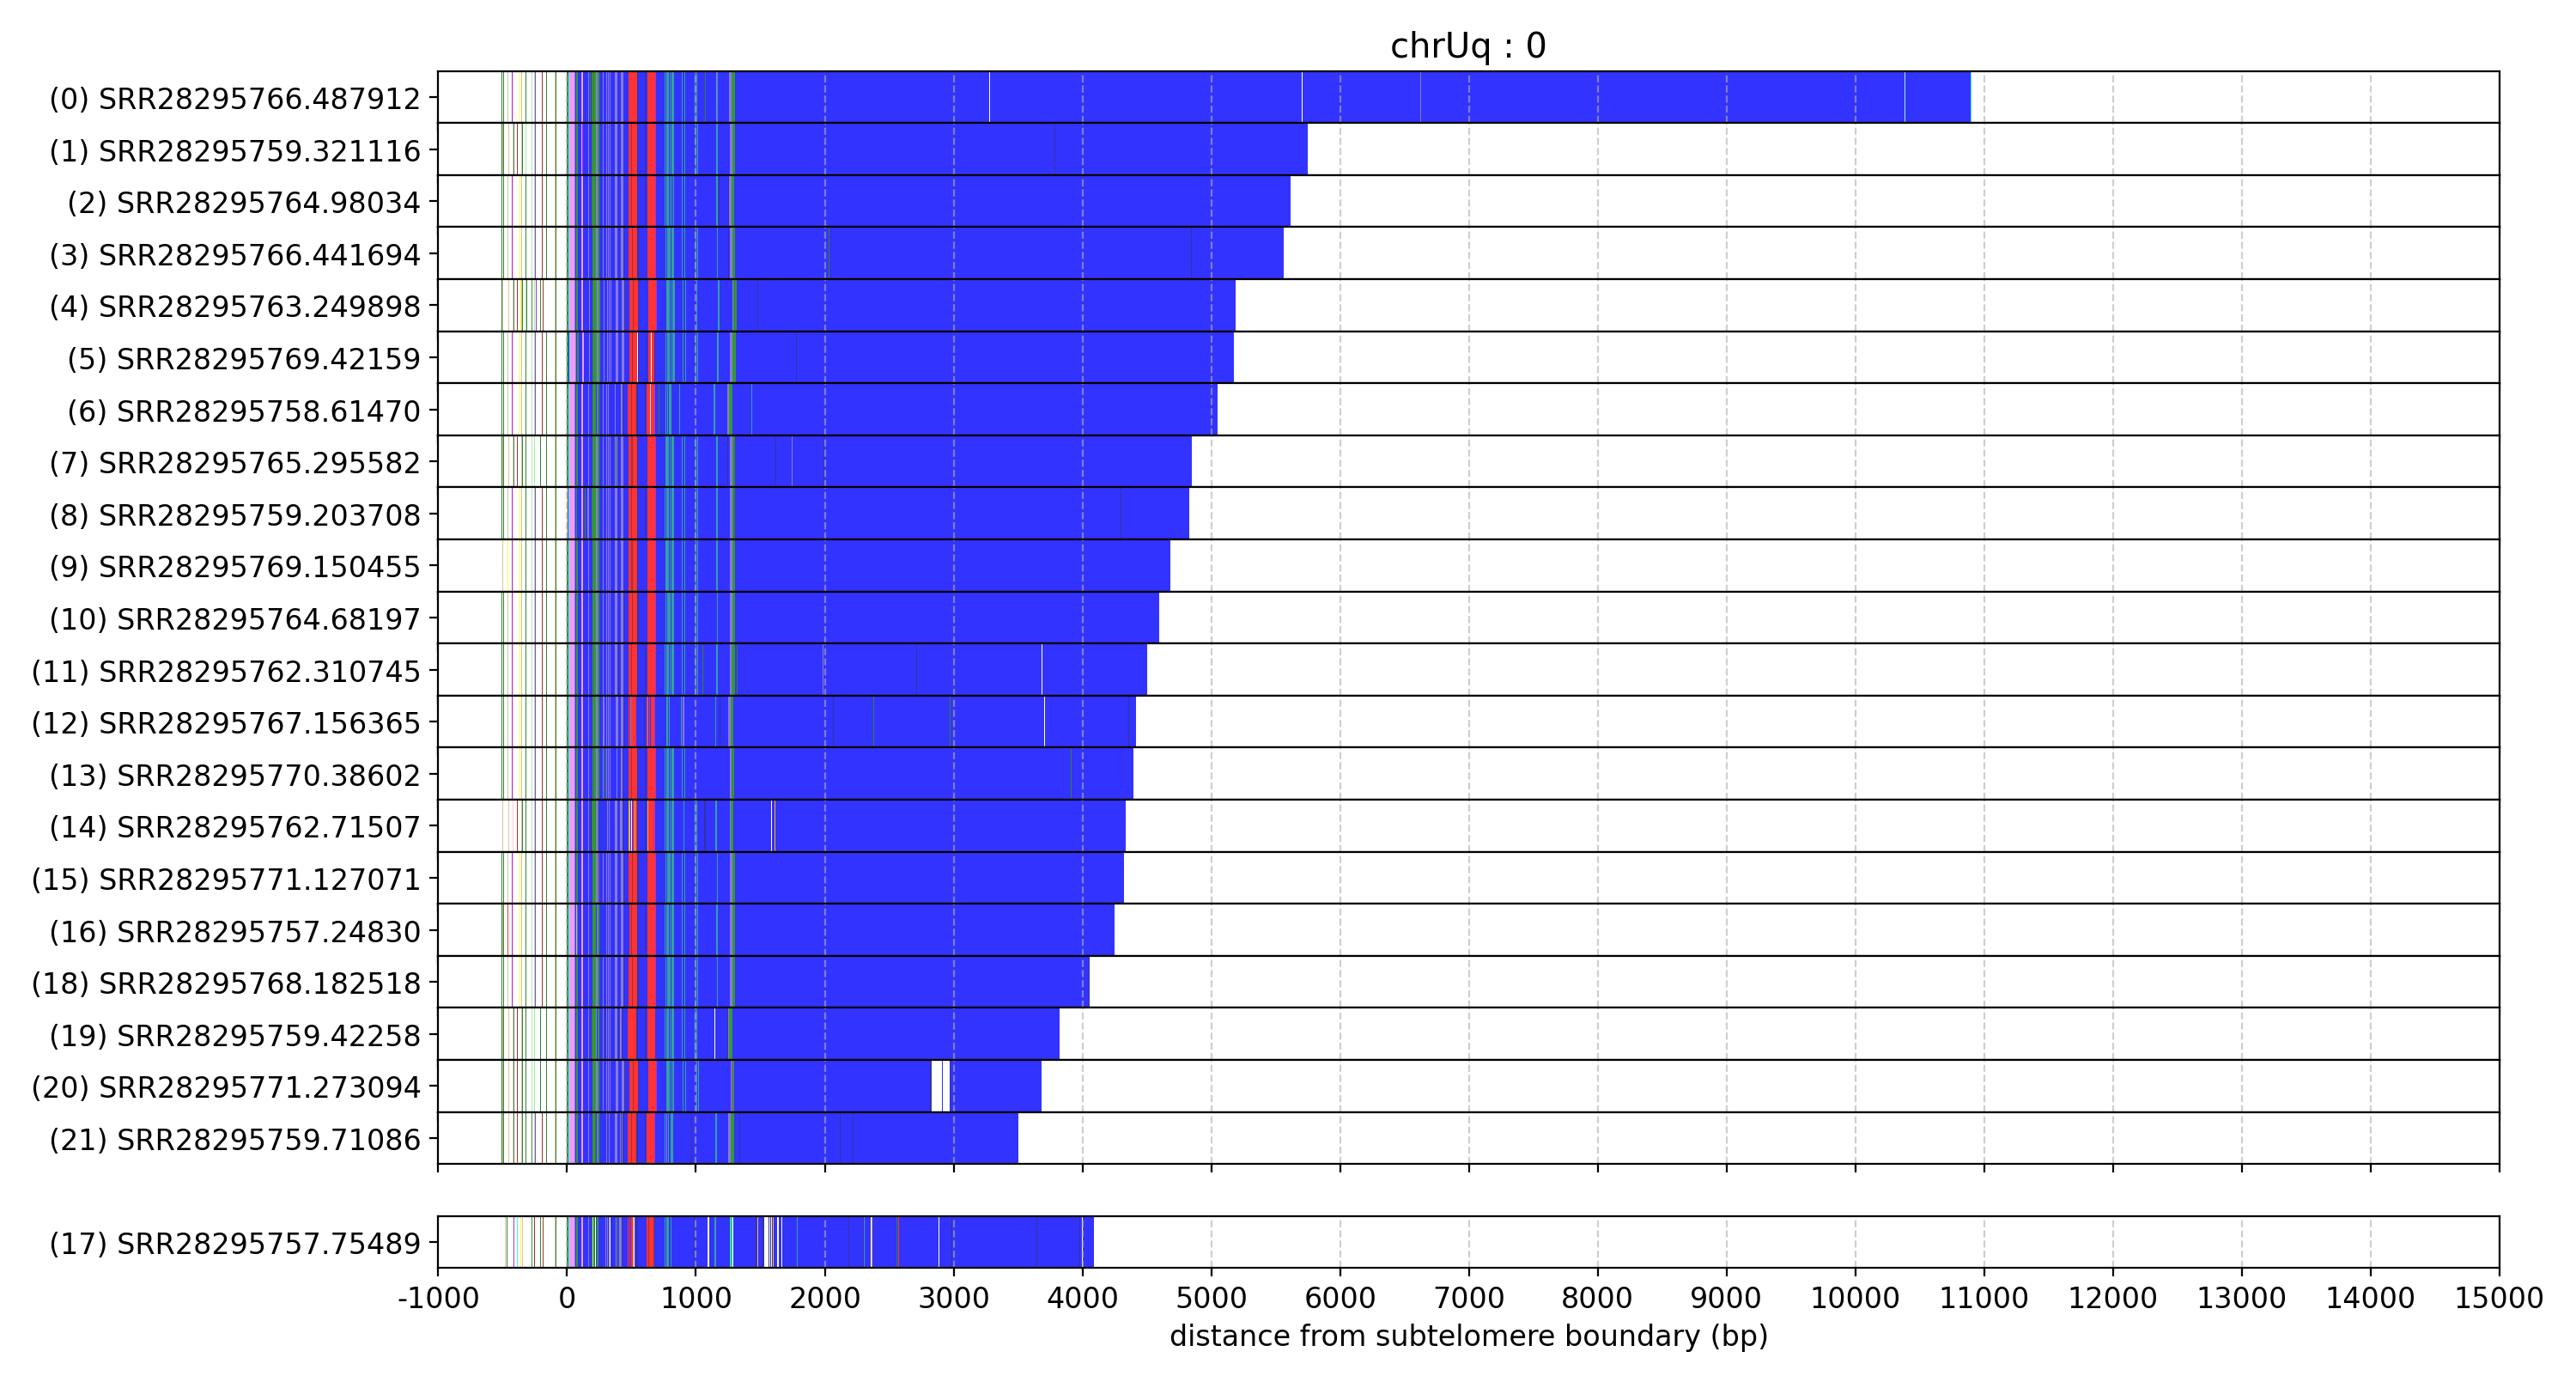 chrUq : 0
(0) SRR28295766.487912
(1) SRR28295759.321116
(2) SRR28295764.98034
(3) SRR28295766.441694
(4) SRR28295763.249898
(5) SRR28295769.42159
(6) SRR28295758.61470
(7) SRR28295765.295582
(8) SRR28295759.203708
(9) SRR28295769.150455
(10) SRR28295764.68197
(11) SRR28295762.310745
(12) SRR28295767.156365
(13) SRR28295770.38602
(14) SRR28295762.71507
(15) SRR28295771.127071
(16) SRR28295757.24830
(18) SRR28295768.182518
(19) SRR28295759.42258
(20) SRR28295771.273094
(21) SRR28295759.71086
(17) SRR28295757.75489
-1000 0 1000 2000 3000 4000 5000 6000 7000 8000 9000 10000 11000 12000 13000 14000 15000
distance from subtelomere boundary (bp)